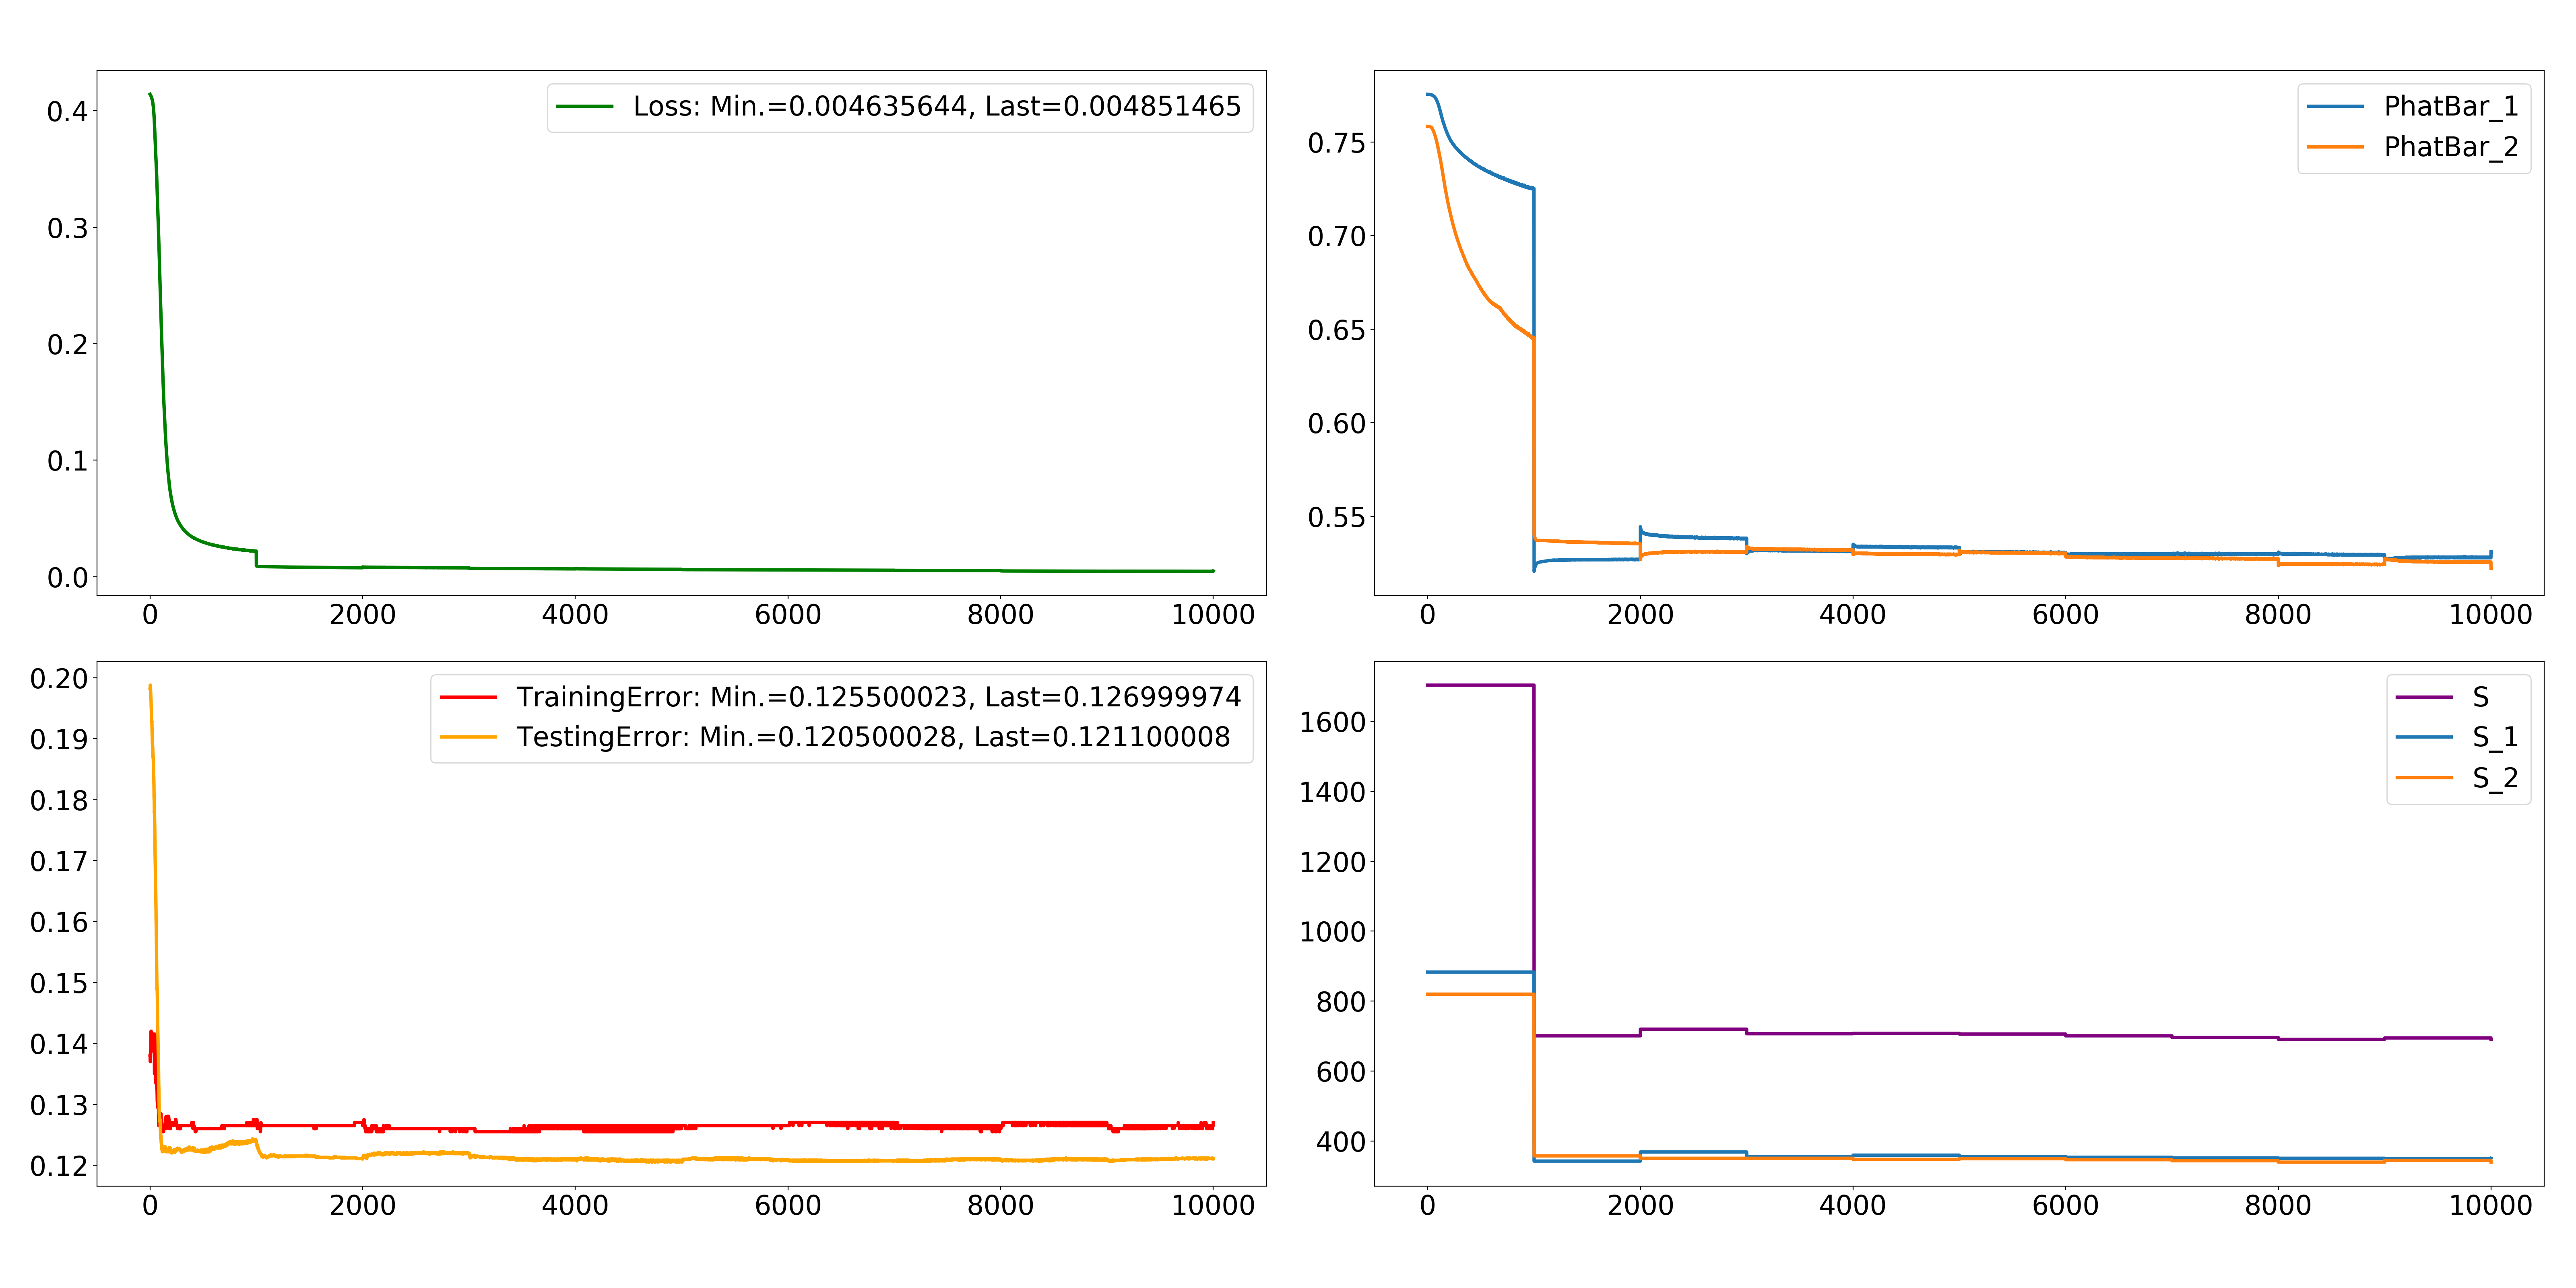 Loss: Min.=0.004635644, Last=0.004851465
0.4
0.3
0.2
0.1
0.0
0 2000 4000 6000 8000 10000
PhatBar_1
PhatBar_2
0.75
0.70
0.65
0.60
0.55
0 2000 4000 6000 8000 10000
TrainingError: Min.=0.125500023, Last=0.126999974
TestingError: Min.=0.120500028, Last=0.121100008
0.20
0.19
0.18
0.17
0.16
0.15
0.14
0.13
0.12
0 2000 4000 6000 8000 10000
S
S_1
S_2
1600
1400
1200
1000
800
600
400
0 2000 4000 6000 8000 10000